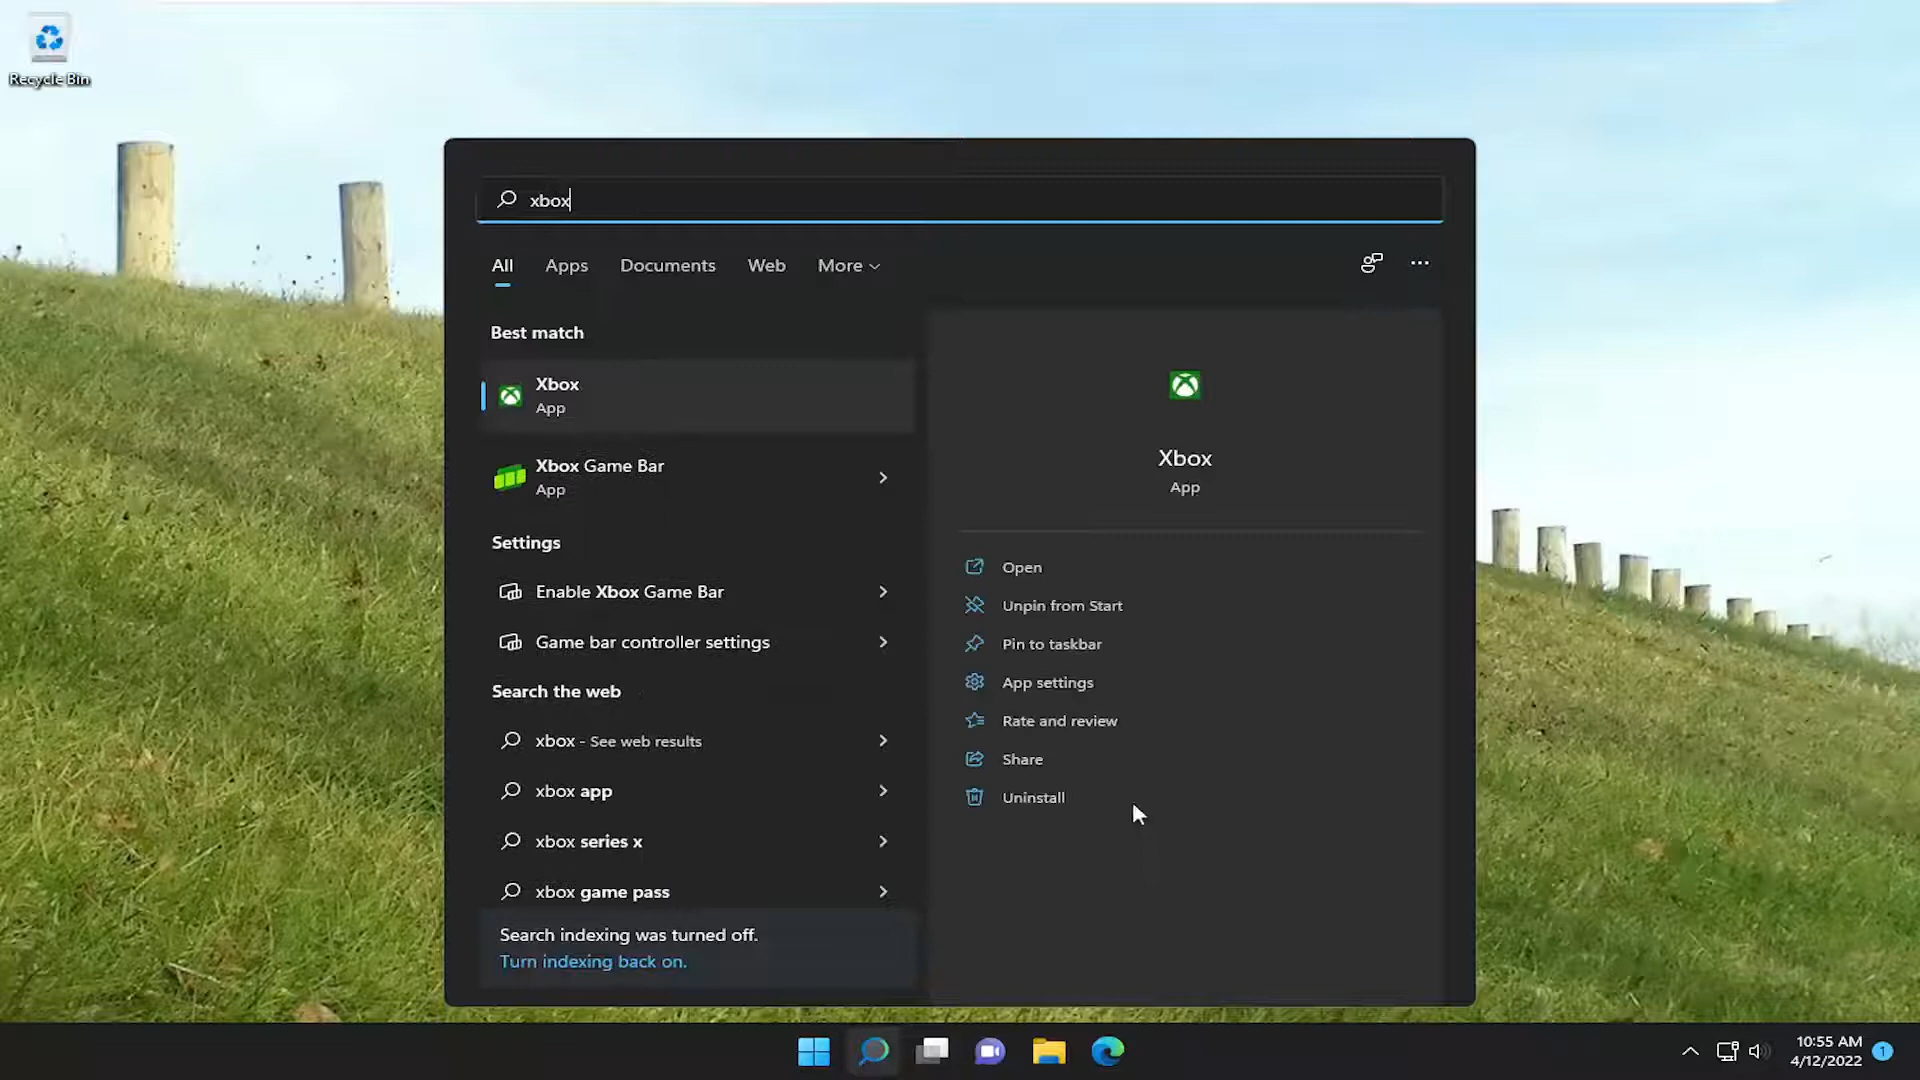 Recycle Bin
xbox
All
Apps
Documents
Web
More
Best match
Xbox
App
Xbox Game Bar
App
Settings
Enable Xbox Game Bar
Game bar controller settings
Search the web
xbox - See web results
xbox app
xbox series x
xbox game pass
Search indexing was turned off.
Turn indexing back on.
Xbox
App
Open
Unpin from Start
Pin to taskbar
App settings
Rate and review
Share
Uninstall
10:55 AM
4/12/2022
1